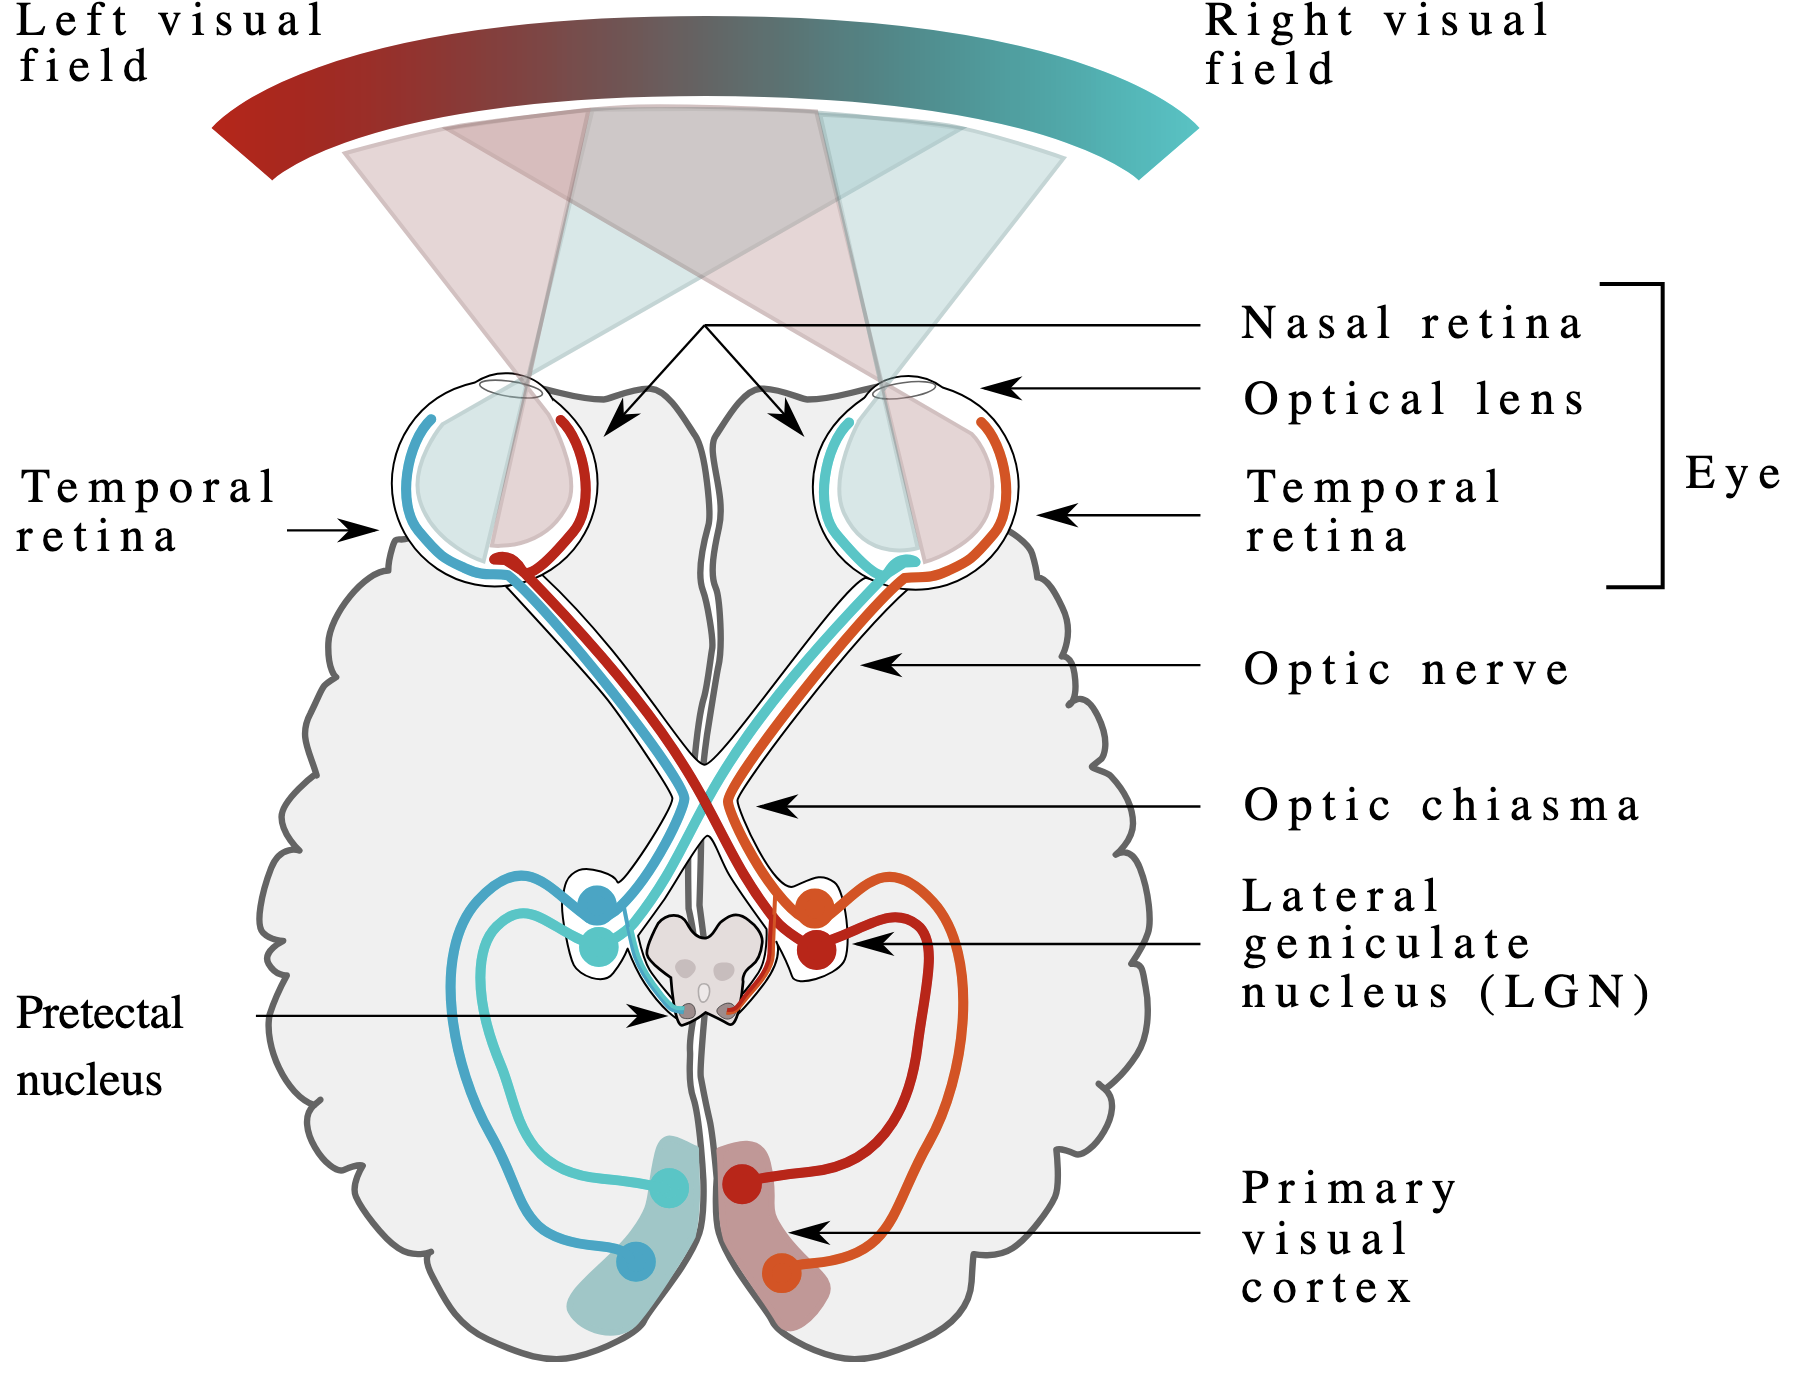 Left visual
field
Right visual
field
Nasal retina
Optical lens
Temporal
retina
Eye
Temporal
retina
Optic nerve
Optic chiasma
Lateral
geniculate
nucleus (LGN)
Pretectal
nucleus
Primary
visual
cortex